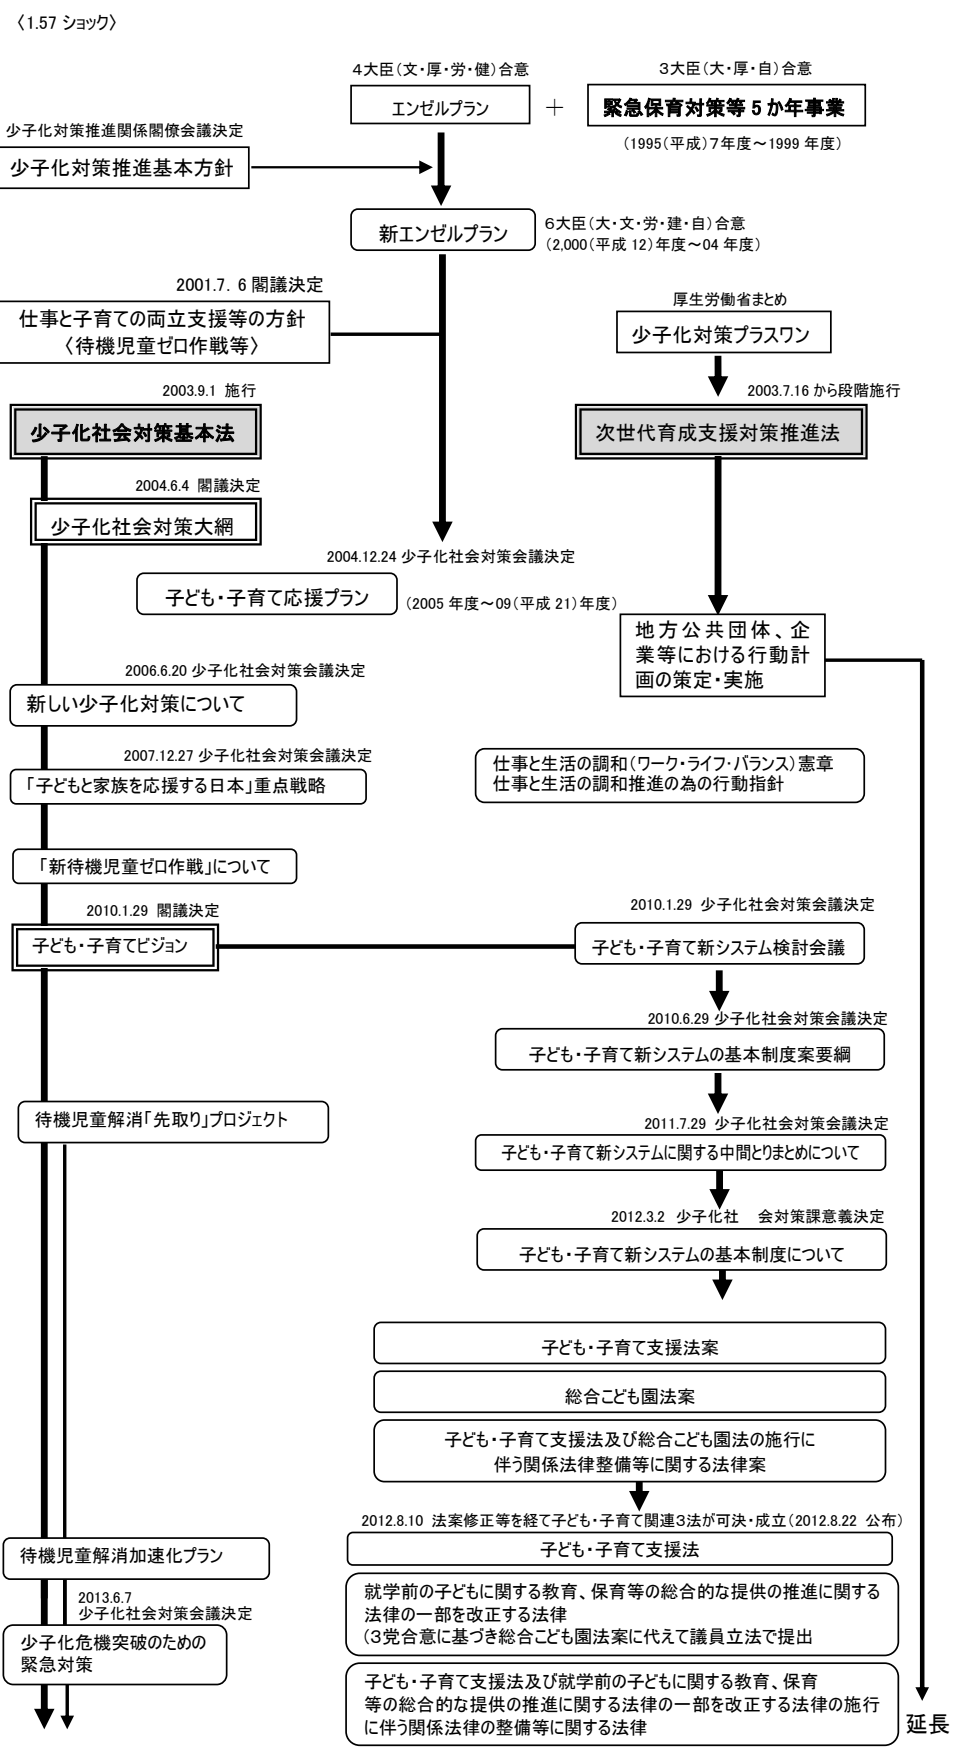 〈1.57 ショック〉
4大臣(文・厚・労・健)合意
3大臣(大・厚・自)合意
エンゼルプラン
＋
緊急保育対策等5か年事業
(1995(平成)7年度～1999年度)
少子化対策推進関係閣僚会議決定
少子化対策推進基本方針
新エンゼルプラン
6大臣(大・文・労・建・自)合意
(2,000(平成12)年度～04年度)
2001.7. 6 閣議決定
仕事と子育ての両立支援等の方針
〈待機児童ゼロ作戦等〉
厚生労働省まとめ
少子化対策プラスワン
2003.9.1 施行
2003.7.16 から段階施行
少子化社会対策基本法
次世代育成支援対策推進法
2004.6.4 閣議決定
少子化社会対策大網
2004.12.24 少子化社会対策会議決定
子ども・子育て応援プラン
(2005年度～09(平成21)年度)
地方公共団体、企
業等における行動計
画の策定・実施
2006.6.20 少子化社会対策会議決定
新しい少子化対策について
2007.12.27 少子化社会対策会議決定
「子どもと家族を応援する日本」重点戦略
仕事と生活の調和(ワーク・ライフ・バランス)憲章
仕事と生活の調和推進の為の行動指針
「新待機児童ゼロ作戦」について
2010.1.29 閣議決定
子ども・子育てビジョン
2010.1.29 少子化社会対策会議決定
子ども・子育て新システム検討会議
2010.6.29 少子化社会対策会議決定
子ども・子育て新システムの基本制度案要綱
待機児童解消「先取り」プロジェクト
2011.7.29 少子化社会対策会議決定
子ども・子育て新システムに関する中間とりまとめについて
2012.3.2 少子化社　会対策課意義決定
子ども・子育て新システムの基本制度について
子ども・子育て支援法案
総合こども園法案
子ども・子育て支援法及び総合こども園法の施行に
伴う関係法律整備等に関する法律案
2012.8.10 法案修正等を経て子ども・子育て関連3法が可決・成立(2012.8.22 公布)
子ども・子育て支援法
待機児童解消加速化プラン
就学前の子どもに関する教育、保育等の総合的な提供の推進に関する
法律の一部を改正する法律
(3党合意に基づき総合こども園法案に代えて議員立法で提出
2013.6.7
少子化社会対策会議決定
少子化危機突破のための
緊急対策
子ども・子育て支援法及び就学前の子どもに関する教育、保育
等の総合的な提供の推進に関する法律の一部を改正する法律の施行
に伴う関係法律の整備等に関する法律
延長